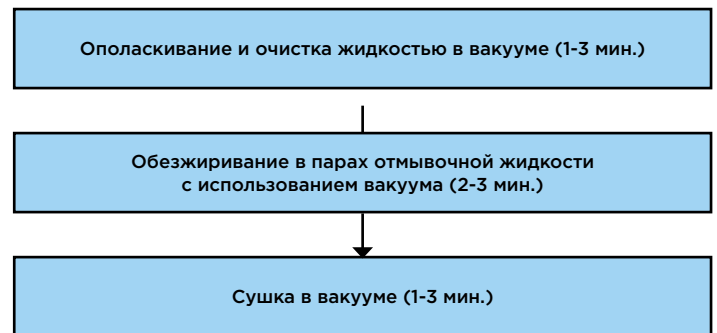 Ополаскивание и очистка жидкостью в вакууме (1-3 мин.)
Обезжиривание в парах отмывочной жидкости
с использованием вакуума (2-3 мин.)
Сушка в вакууме (1-3 мин.)